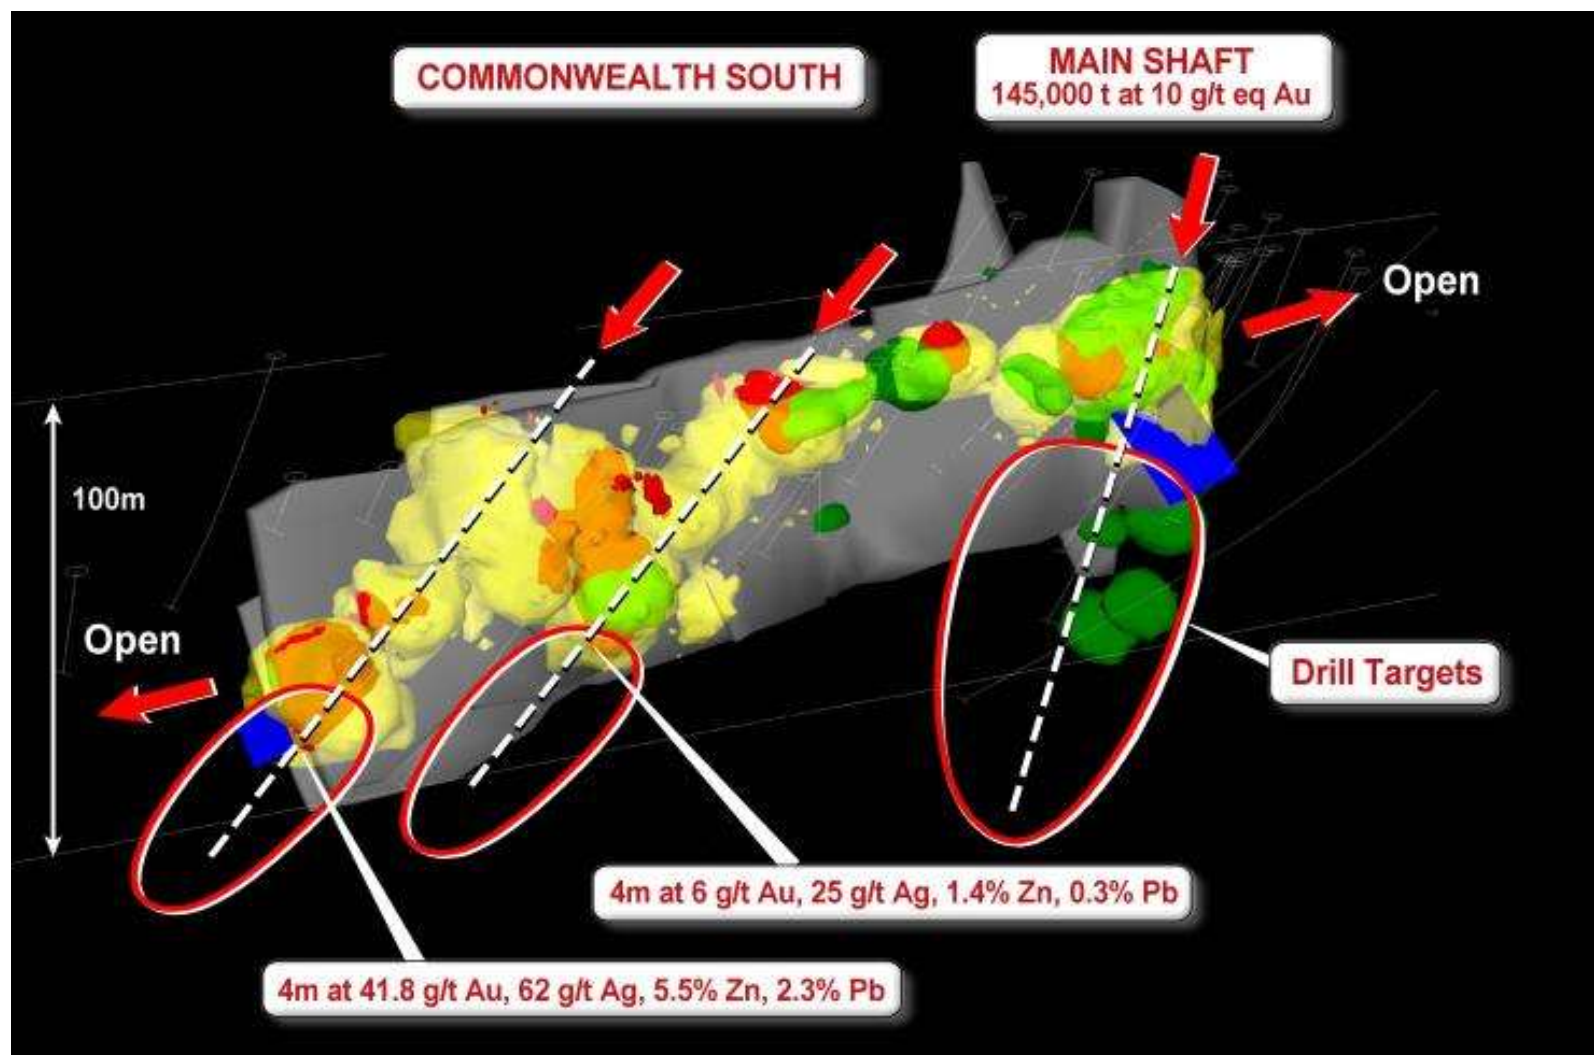 COMMONWEALTH SOUTH
MAIN SHAFT
145,000 t at 10 g/t eq Au
Open
100m
Open
Drill Targets
4m at 6 g/t Au, 25 g/t Ag, 1.4% Zn, 0.3% Pb
4m at 41.8 g/t Au, 62 g/t Ag, 5.5% Zn, 2.3% Pb